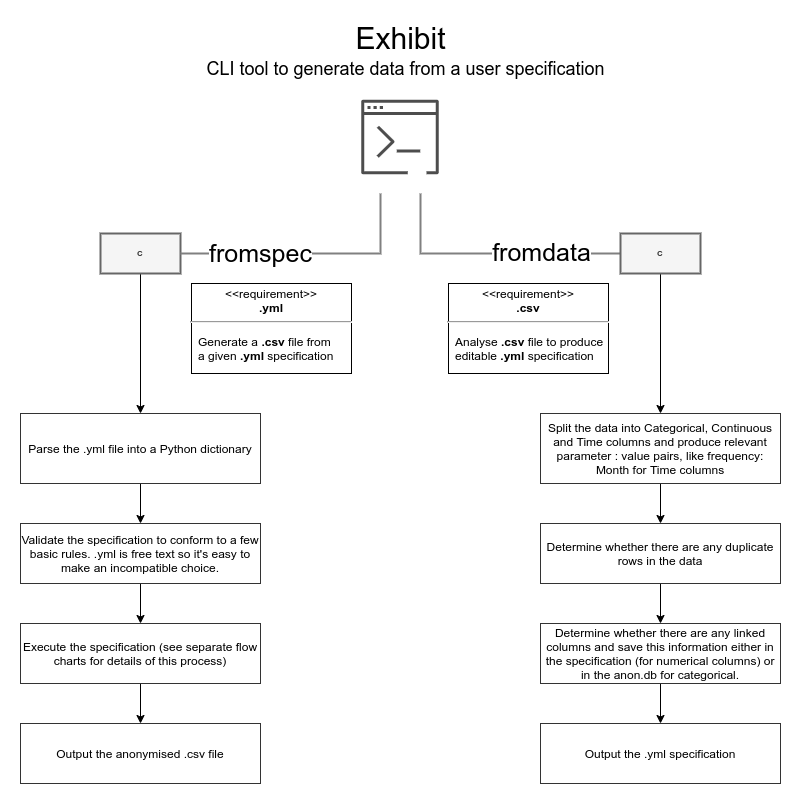 Exhibit
CLI tool to generate data from a user specification
C
fromspec
fromdata
C
<<requirement>>
.yml
Generate a .csv file from
a given .yml specification
<<requirement>>
.csv
Analyse .csv file to produce
editable .yml specification
Parse the .yml file into a Python dictionary
Validate the specification to conform to a few
basic rules. .yml is free text so it's easy to
make an incompatible choice.
Execute the specification (see separate flow
charts for details of this process)
Output the anonymised .csv file
Split the data into Categorical, Continuous
and Time columns and produce relevant
parameter : value pairs, like frequency:
Month for Time columns
Determine whether there are any duplicate
rows in the data
Determine whether there are any linked
columns and save this information either in
the specification (for numerical columns) or
in the anon.db for categorical.
Output the .yml specification